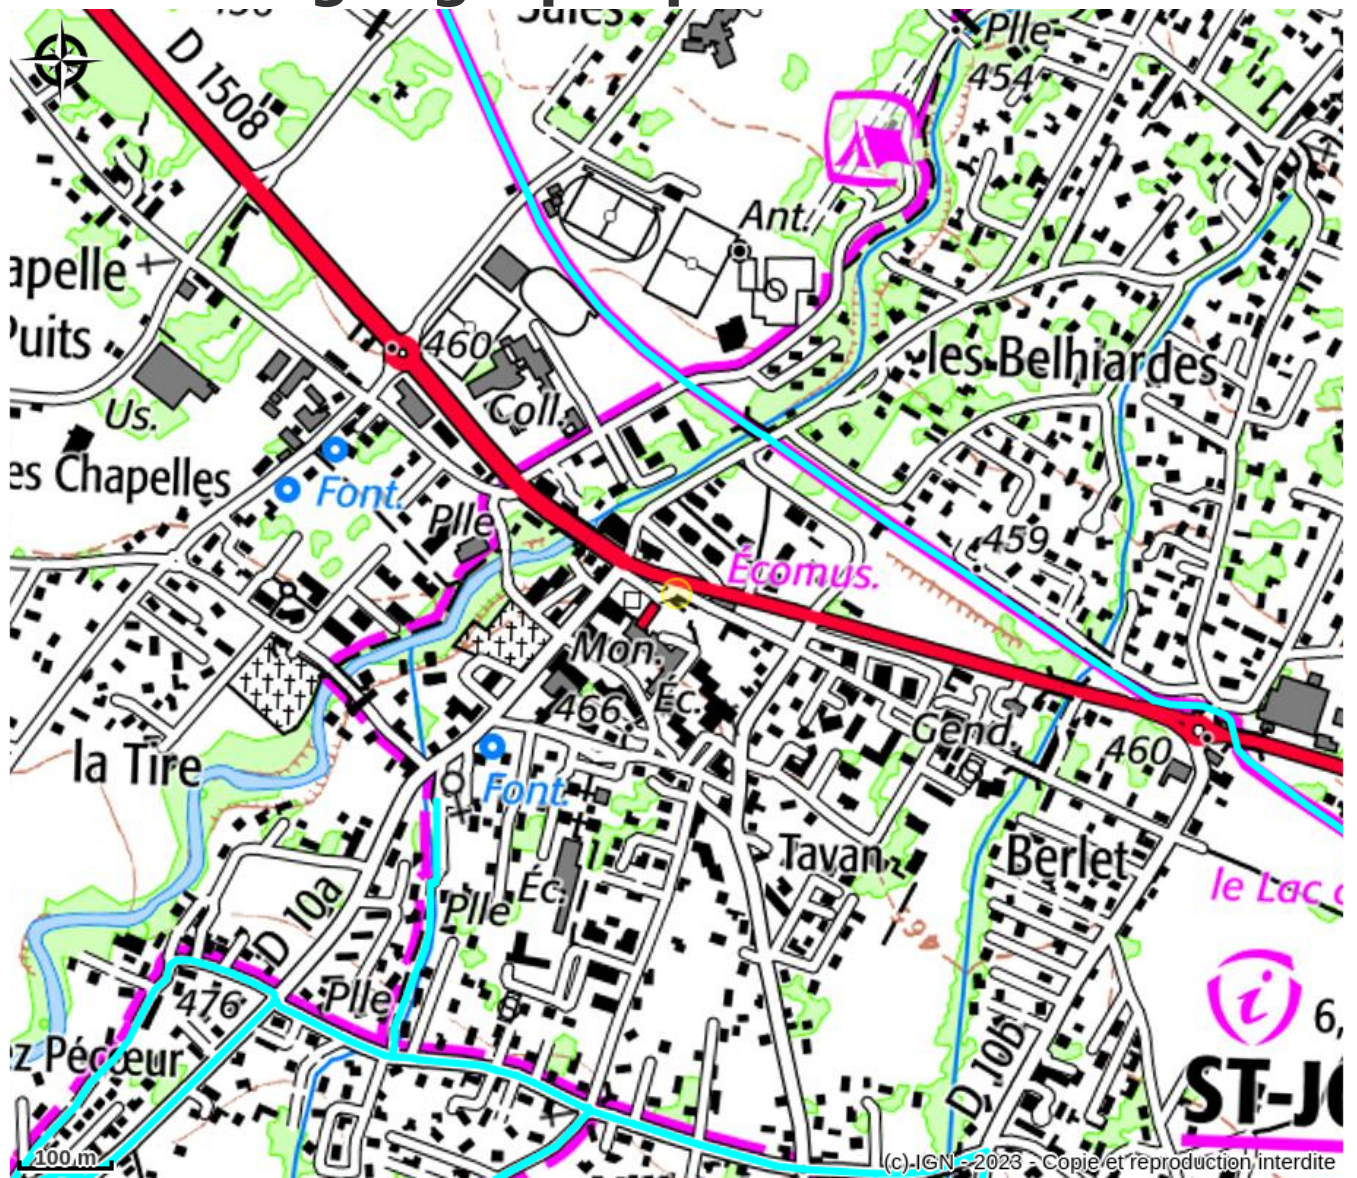 Plle
454
D 1508
Ant.
apelle
Puits
460
les Belhiardes
Us.
Coll.
es Chapelles
Font.
Plle
459
Écomus.
Mon.
Éc.
466
Gend.
460
la Tire
Font.
Tavan
Berlet
le Lac
Éc.
Plle
D 10a
476
Plle
6,
z Pécœur
D 10b
ST-JO
100 m
(c) IGN - 2023 - Copie et reproduction interdite